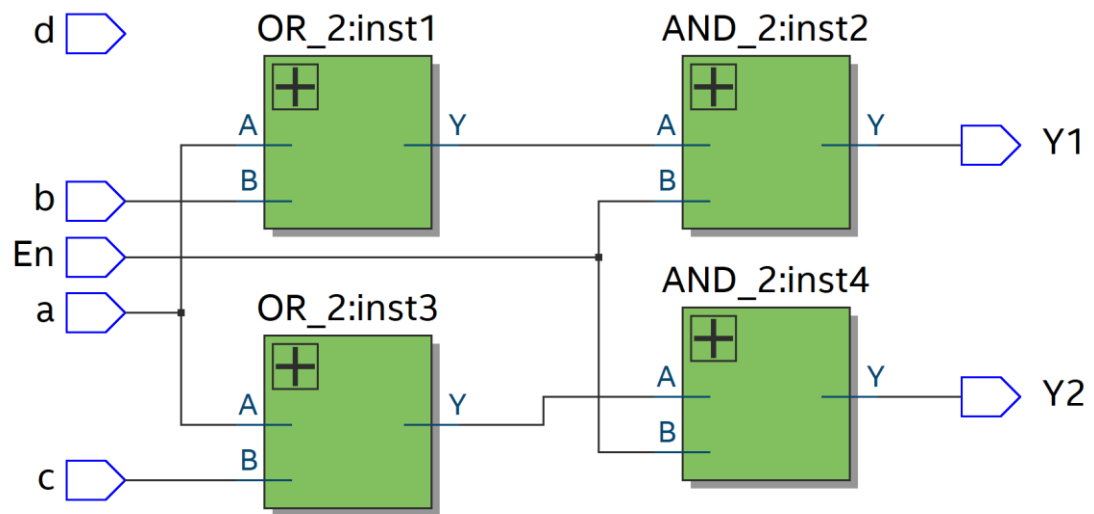 d
OR_2:inst1
AND_2:inst2
A
Y
A
Y
Y1
B
B
b
En
a
OR_2:inst3
AND_2:inst4
A
Y
A
Y
Y2
B
B
c